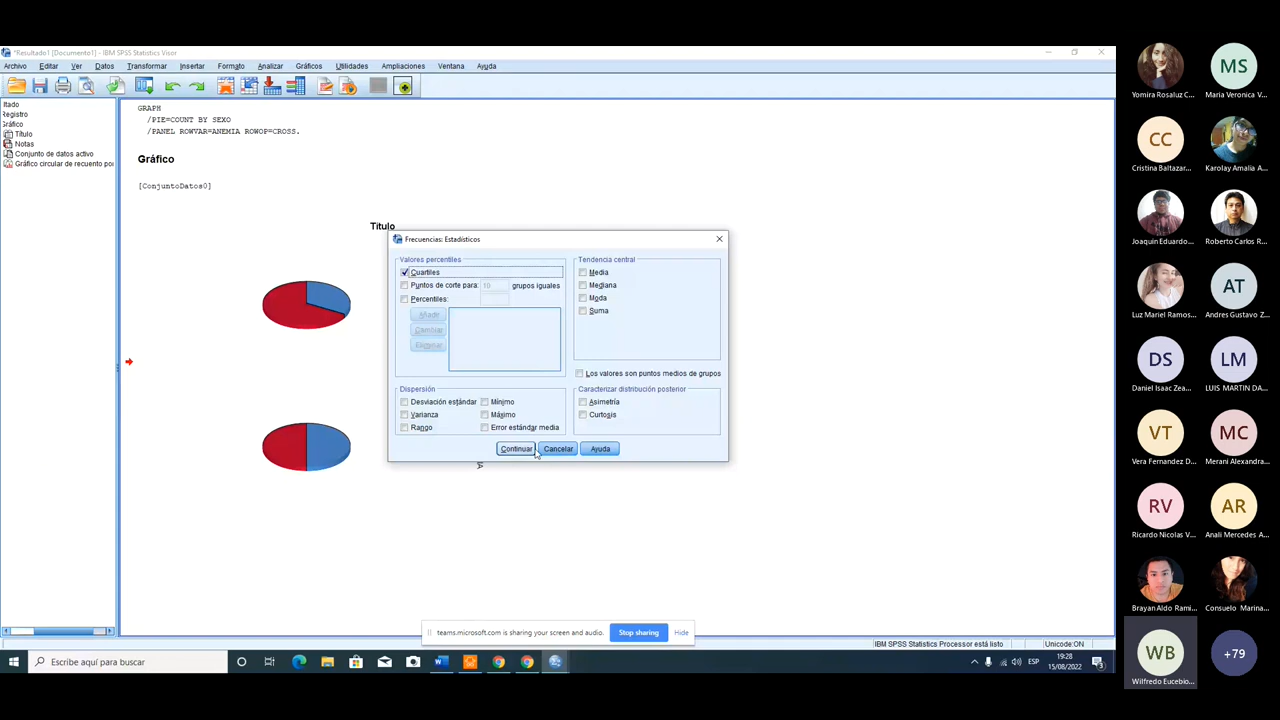 *Resultado1 [Documento1] - IBM SPSS Statistics Visor
Archivo Editar Ver Datos Transformar Insertar Formato Analizar Gráficos Utilidades Ampliaciones Ventana Ayuda
ltado
Registro
Gráfico
Título
Notas
Conjunto de datos activo
Gráfico circular de recuento por
GRAPH
/PIE=COUNT BY SEXO
/PANEL ROWVAR=ANEMIA ROWOP=CROSS.
Gráfico
[ConjuntoDatos0]
Título
Frecuencias: Estadísticos
Valores percentiles
Cuartiles
Puntos de corte para: 10 grupos iguales
Percentiles:
Añadir
Cambiar
Eliminar
Tendencia central
Media
Mediana
Moda
Suma
Los valores son puntos medios de grupos
Dispersión
Desviación estándar Mínimo
Varianza Máximo
Rango Error estándar media
Caracterizar distribución posterior
Asimetría
Curtosis
Continuar Cancelar Ayuda
teams.microsoft.com is sharing your screen and audio. Stop sharing Hide
IBM SPSS Statistics Processor está listo Unicode:ON
Escribe aquí para buscar
ESP
19:28
15/08/2022
3
Yomira Rosaluz C...
MS
Maria Veronica V...
CC
Cristina Baltazar...
Karolay Amalia A...
Joaquin Eduardo...
Roberto Carlos R...
Luz Mariel Ramos...
AT
Andres Gustavo Z...
DS
Daniel Isaac Zea...
LM
LUIS MARTIN DA...
VT
Vera Fernandez D...
MC
Merani Alexandra...
RV
Ricardo Nicolas V...
AR
Anali Mercedes A...
Brayan Aldo Rami...
Consuelo Marina...
WB
Wilfredo Eucebio...
+79